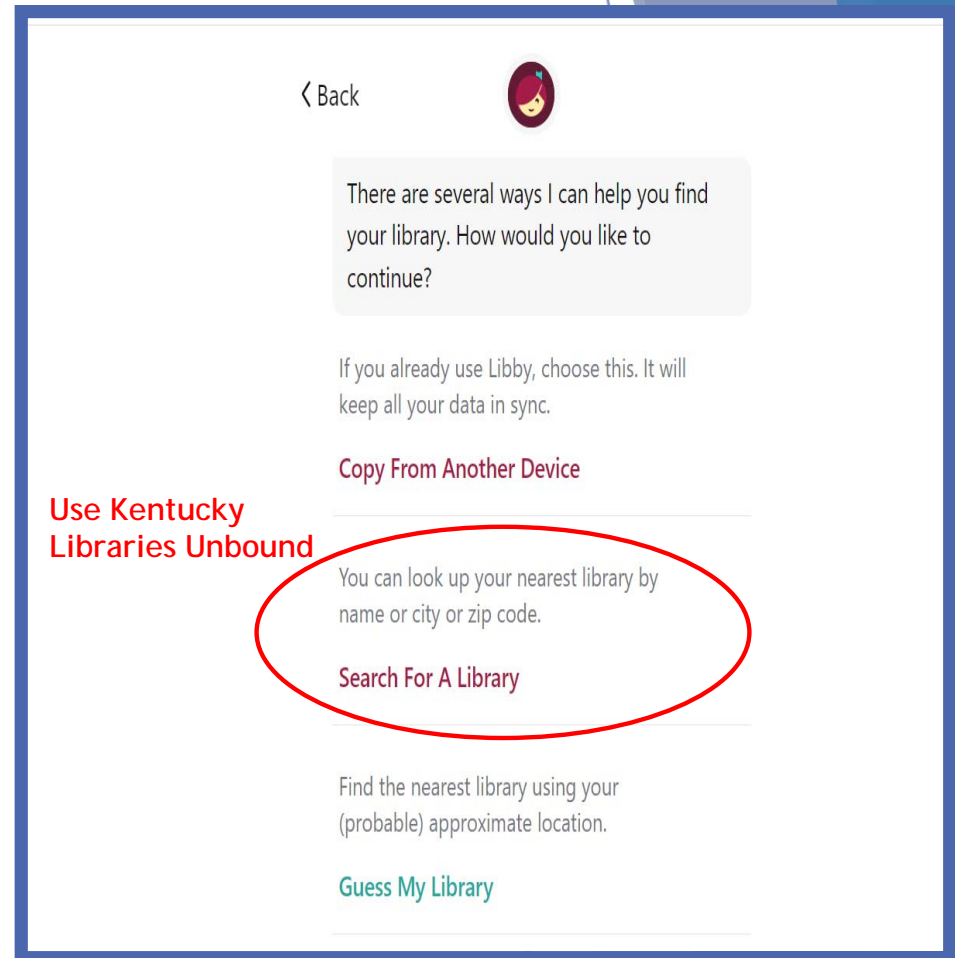 Back
There are several ways I can help you find
your library. How would you like to
continue?
If you already use Libby, choose this. It will
keep all your data in sync.
Copy From Another Device
Use Kentucky
Libraries Unbound
You can look up your nearest library by
name or city or zip code.
Search For A Library
Find the nearest library using your
(probable) approximate location.
Guess My Library